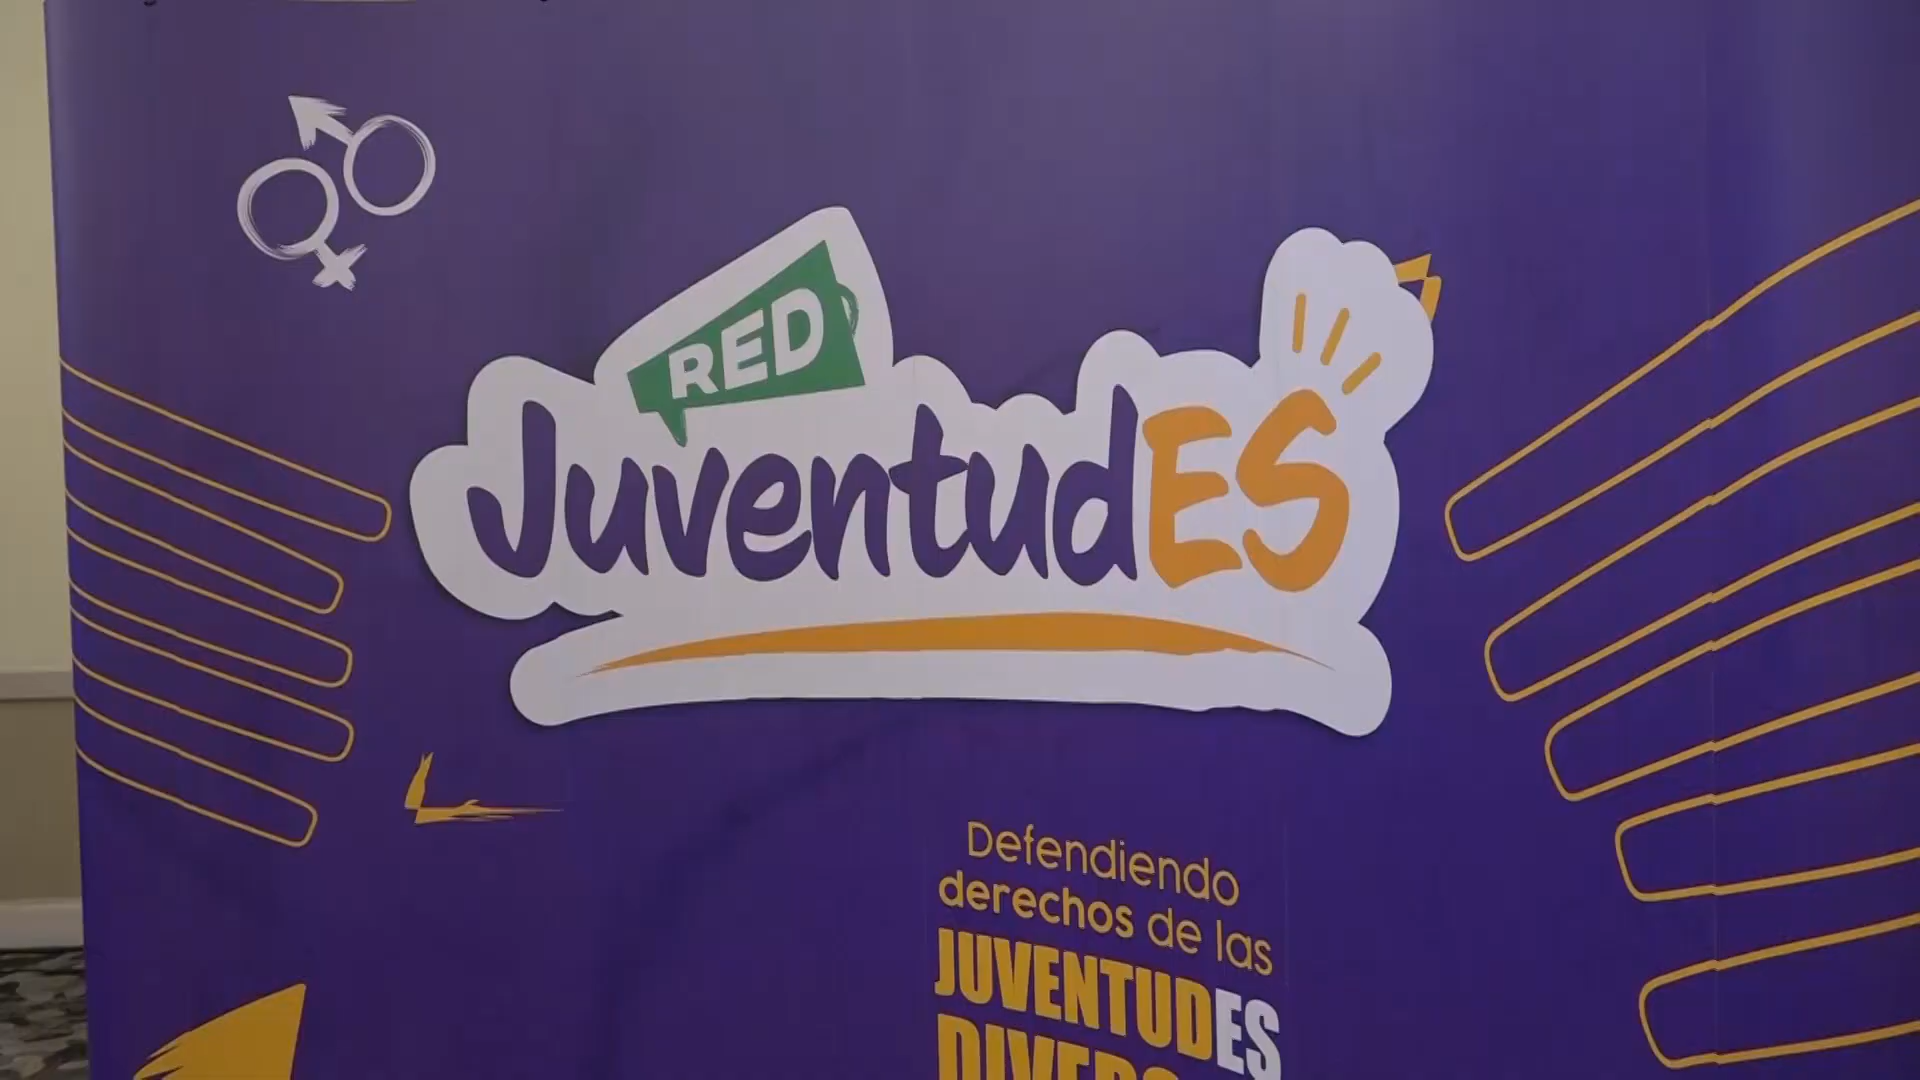 RED
JuventudES
Defendiendo
derechos de las
JUVENTUDES